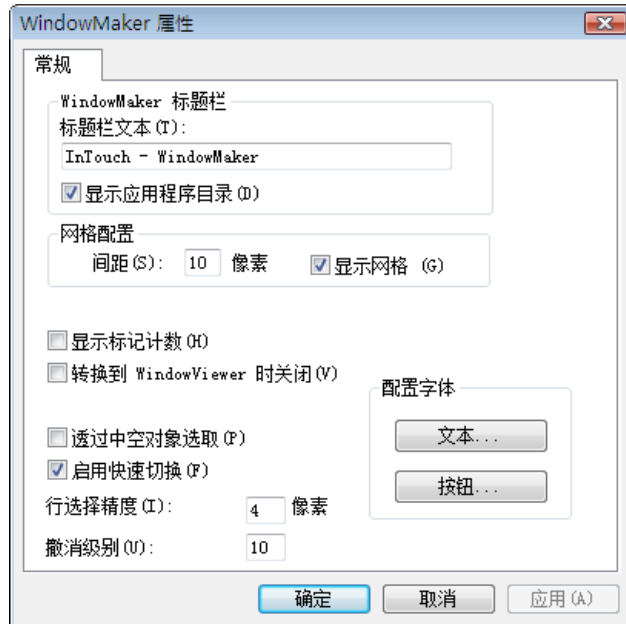 WindowMaker 属性
常规
WindowMaker 标题栏
标题栏文本(T):
InTouch - WindowMaker
显示应用程序目录(D)
网格配置
间距(S): 10 像素 显示网格 (G)
显示标记计数(H)
转换到 WindowViewer 时关闭(V)
配置字体
透过中空对象选取(P)
文本...
启用快速切换(F)
按钮...
行选择精度(I): 4 像素
撤消级别(U): 10
确定 取消 应用(A)